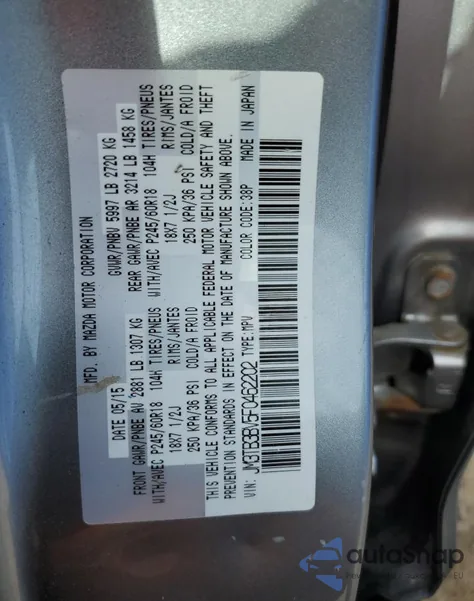 MFD. BY MAZDA MOTOR CORPORATION
DATE 05/15 GVWR/PNBV 5997 LB 2720 KG
FRONT GAWR/PNBE AV 2881 LB 1307 KG REAR GAWR/PNBE AR 3214 LB 1458 KG
WITH/AVEC P245/60R18 104H TIRES/PNEUS WITH/AVEC P245/60R18 104H TIRES/PNEUS
18X7 1/2J RIMS/JANTES 18X7 1/2J RIMS/JANTES
250 KPA/36 PSI COLD/A FROID 250 KPA/36 PSI COLD/A FROID
THIS VEHICLE CONFORMS TO ALL APPLICABLE FEDERAL MOTOR VEHICLE SAFETY AND THEFT
PREVENTION STANDARDS IN EFFECT ON THE DATE OF MANUFACTURE SHOWN ABOVE.
VIN: JM3TB3BV5F0462202 TYPE:MPV COLOR CODE:38P MADE IN JAPAN
autoSnap